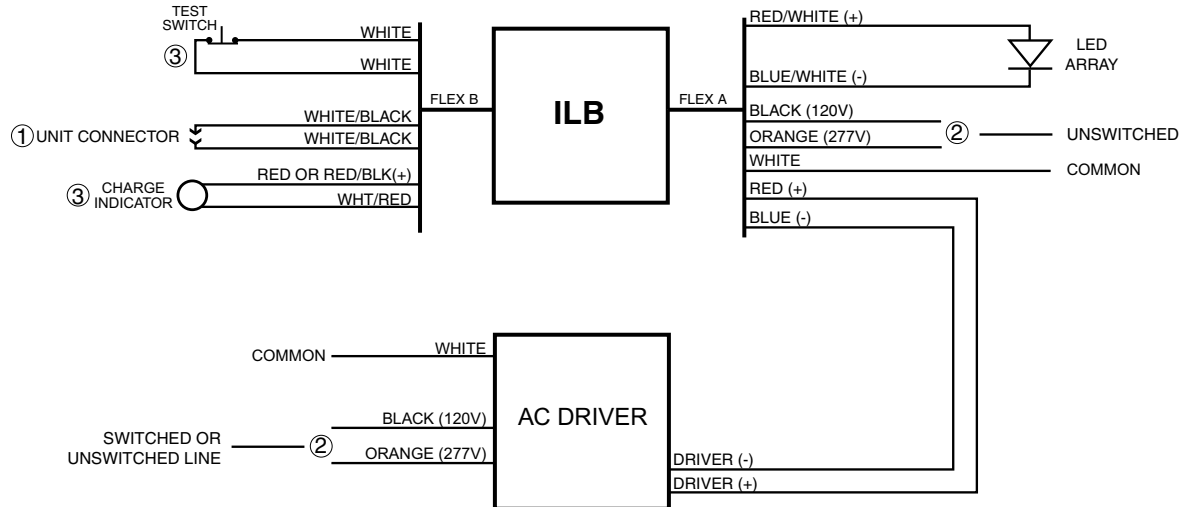 TEST
SWITCH
③
WHITE
WHITE
FLEX B
① UNIT CONNECTOR
WHITE/BLACK
WHITE/BLACK
③ CHARGE
INDICATOR
RED OR RED/BLK(+)
WHT/RED
ILB
FLEX A
RED/WHITE (+)
LED
ARRAY
BLUE/WHITE (-)
BLACK (120V)
ORANGE (277V)
② UNSWITCHED
WHITE
COMMON
RED (+)
BLUE (-)
COMMON
WHITE
AC DRIVER
BLACK (120V)
SWITCHED OR
UNSWITCHED LINE
②
ORANGE (277V)
DRIVER (-)
DRIVER (+)